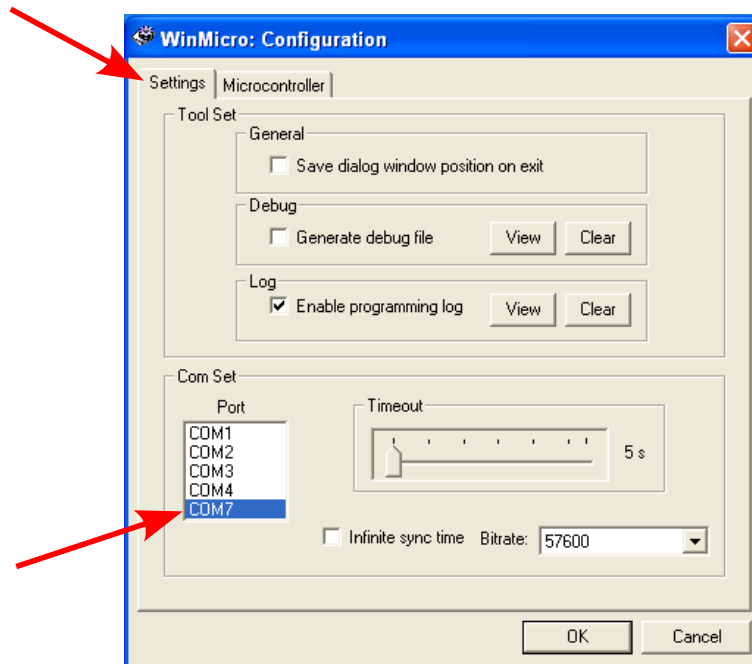 WinMicro: Configuration
Settings Microcontroller
Tool Set
General
Save dialog window position on exit
Debug
Generate debug file View Clear
Log
Enable programming log View Clear
Com Set
Port Timeout
COM1
COM2
COM3
COM4
COM7
5 s
Infinite sync time Bitrate: 57600
OK Cancel